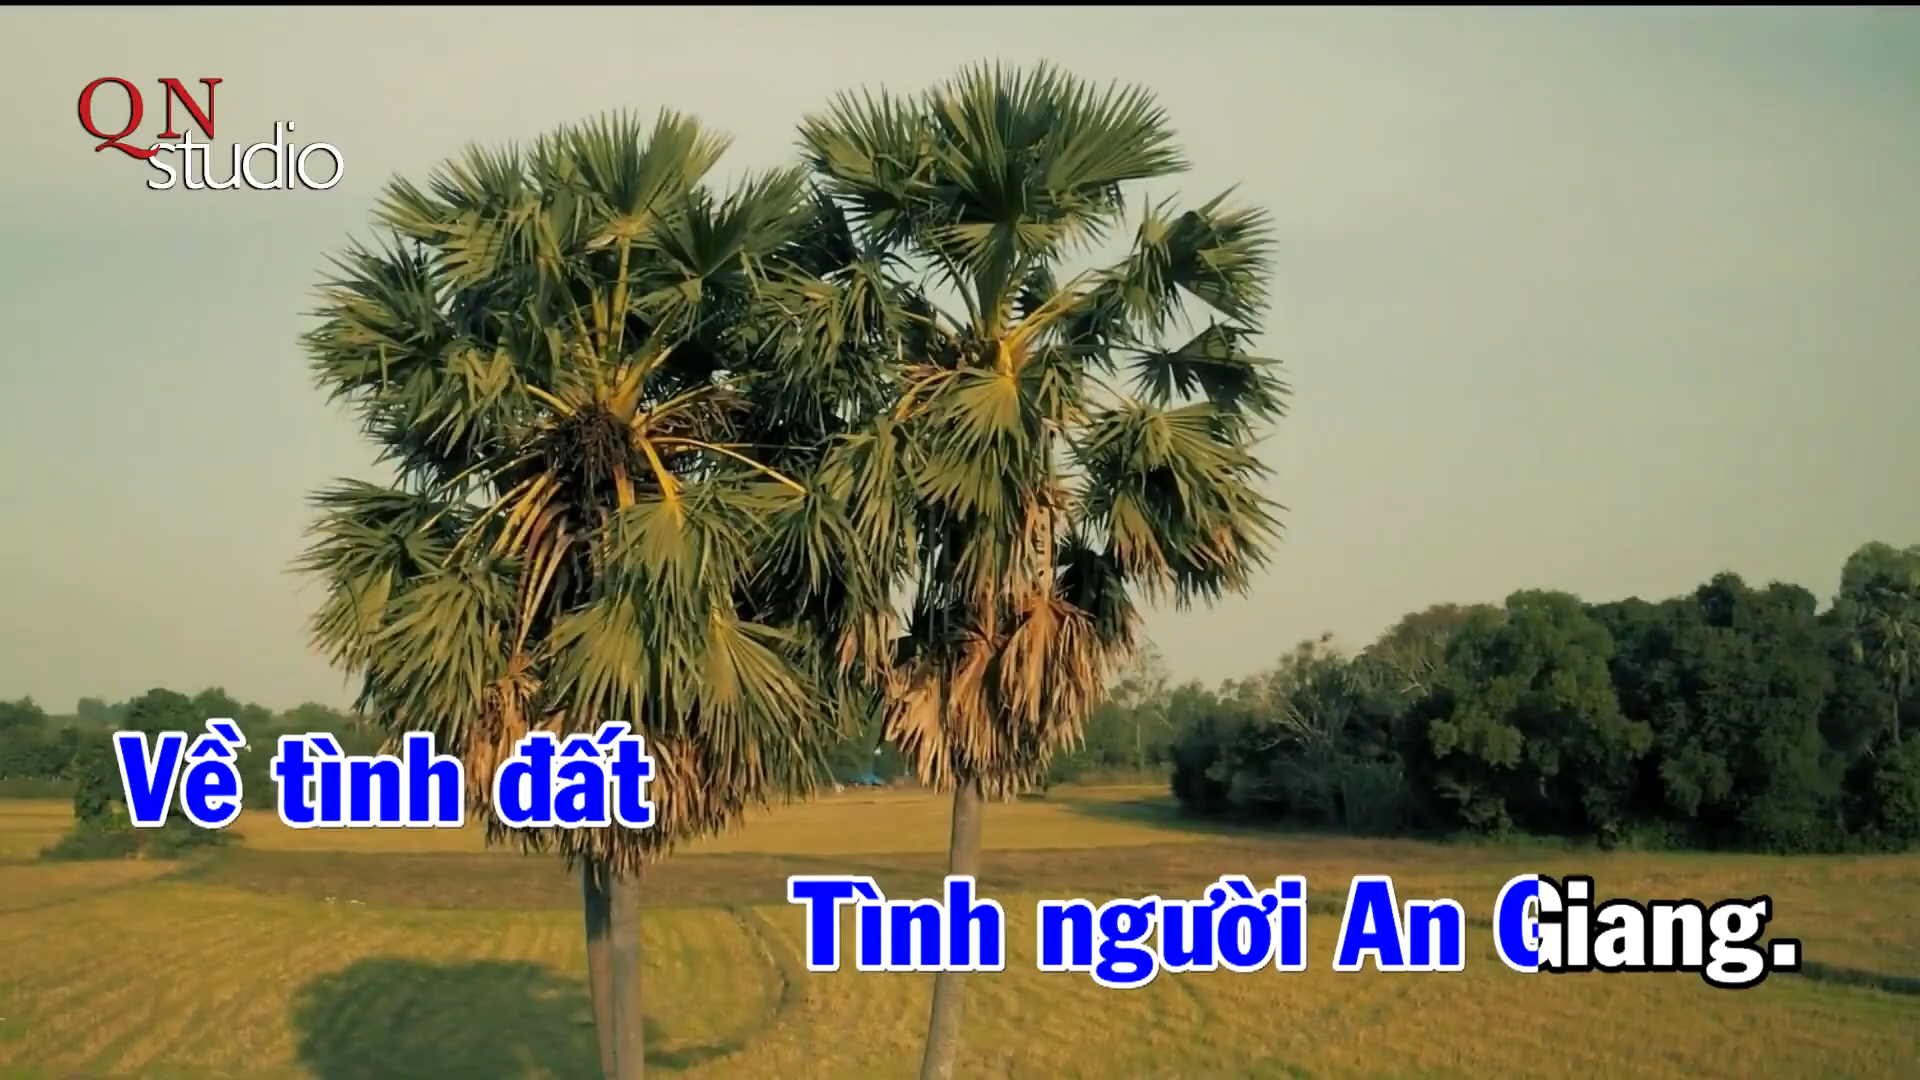 QN
studio
Về tình đất
Tình người An Giang.